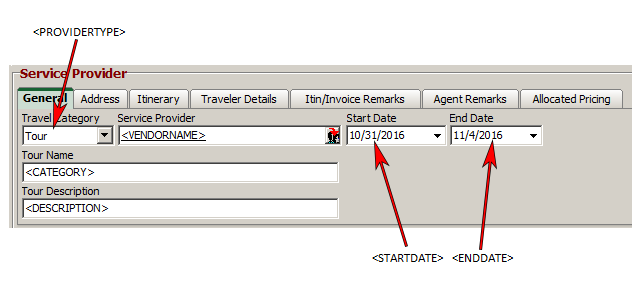 <PROVIDERTYPE>
Service Provider
General Address Itinerary Traveler Details Itin/Invoice Remarks Agent Remarks Allocated Pricing
Travel Category Service Provider Start Date End Date
Tour <VENDORNAME> 10/31/2016 11/4/2016
Tour Name
<CATEGORY>
Tour Description
<DESCRIPTION>
<STARTDATE> <ENDDATE>